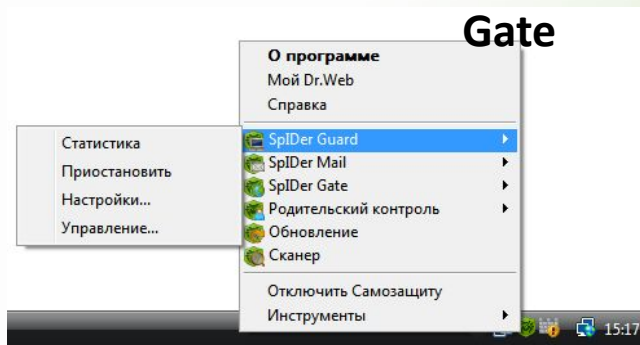 Gate
О программе
Мой Dr.Web
Справка
SpIDer Guard
SpIDer Mail
SpIDer Gate
Родительский контроль
Обновление
Сканер
Отключить Самозащиту
Инструменты
Статистика
Приостановить
Настройки...
Управление...
15:17